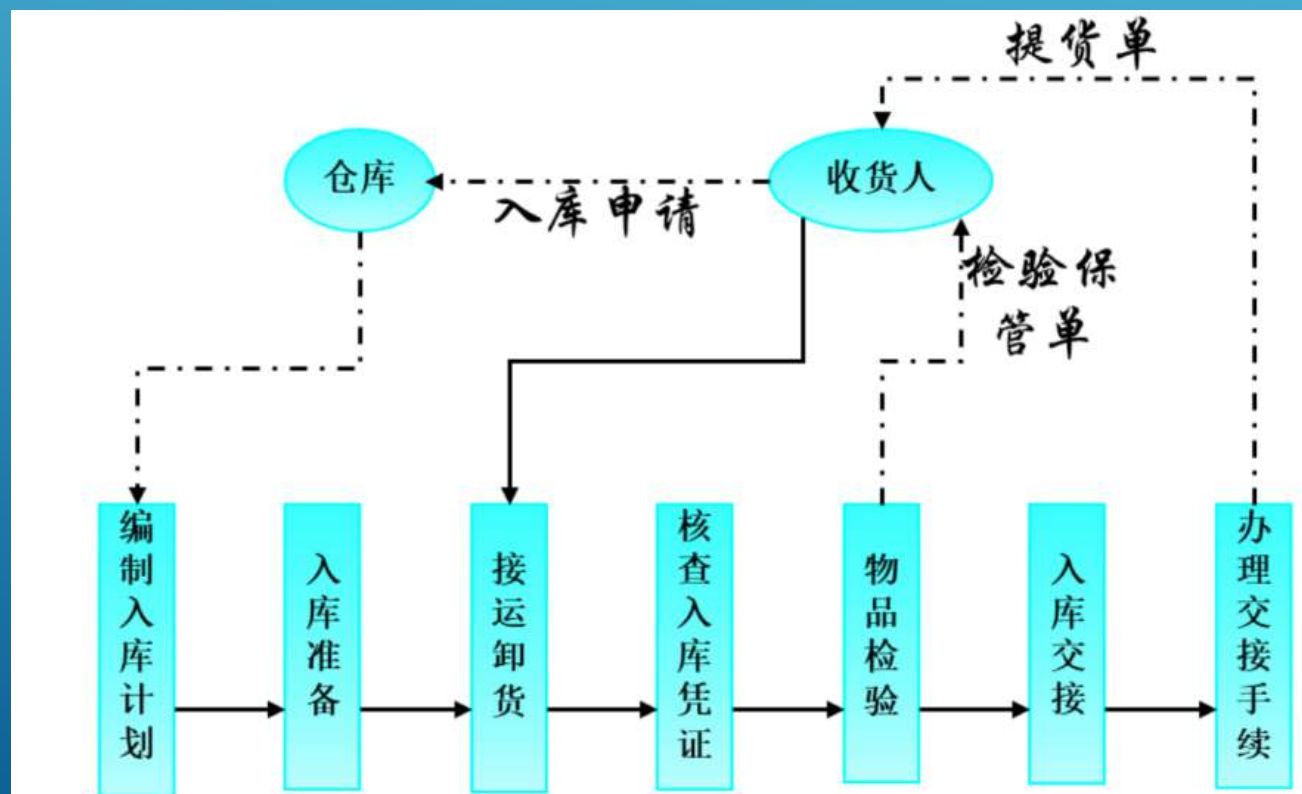 提货单
仓库
收货人
入库申请
检验保
管单
编制入库计划
入库准备
接运卸货
核查入库凭证
物品检验
入库交接
办理交接手续